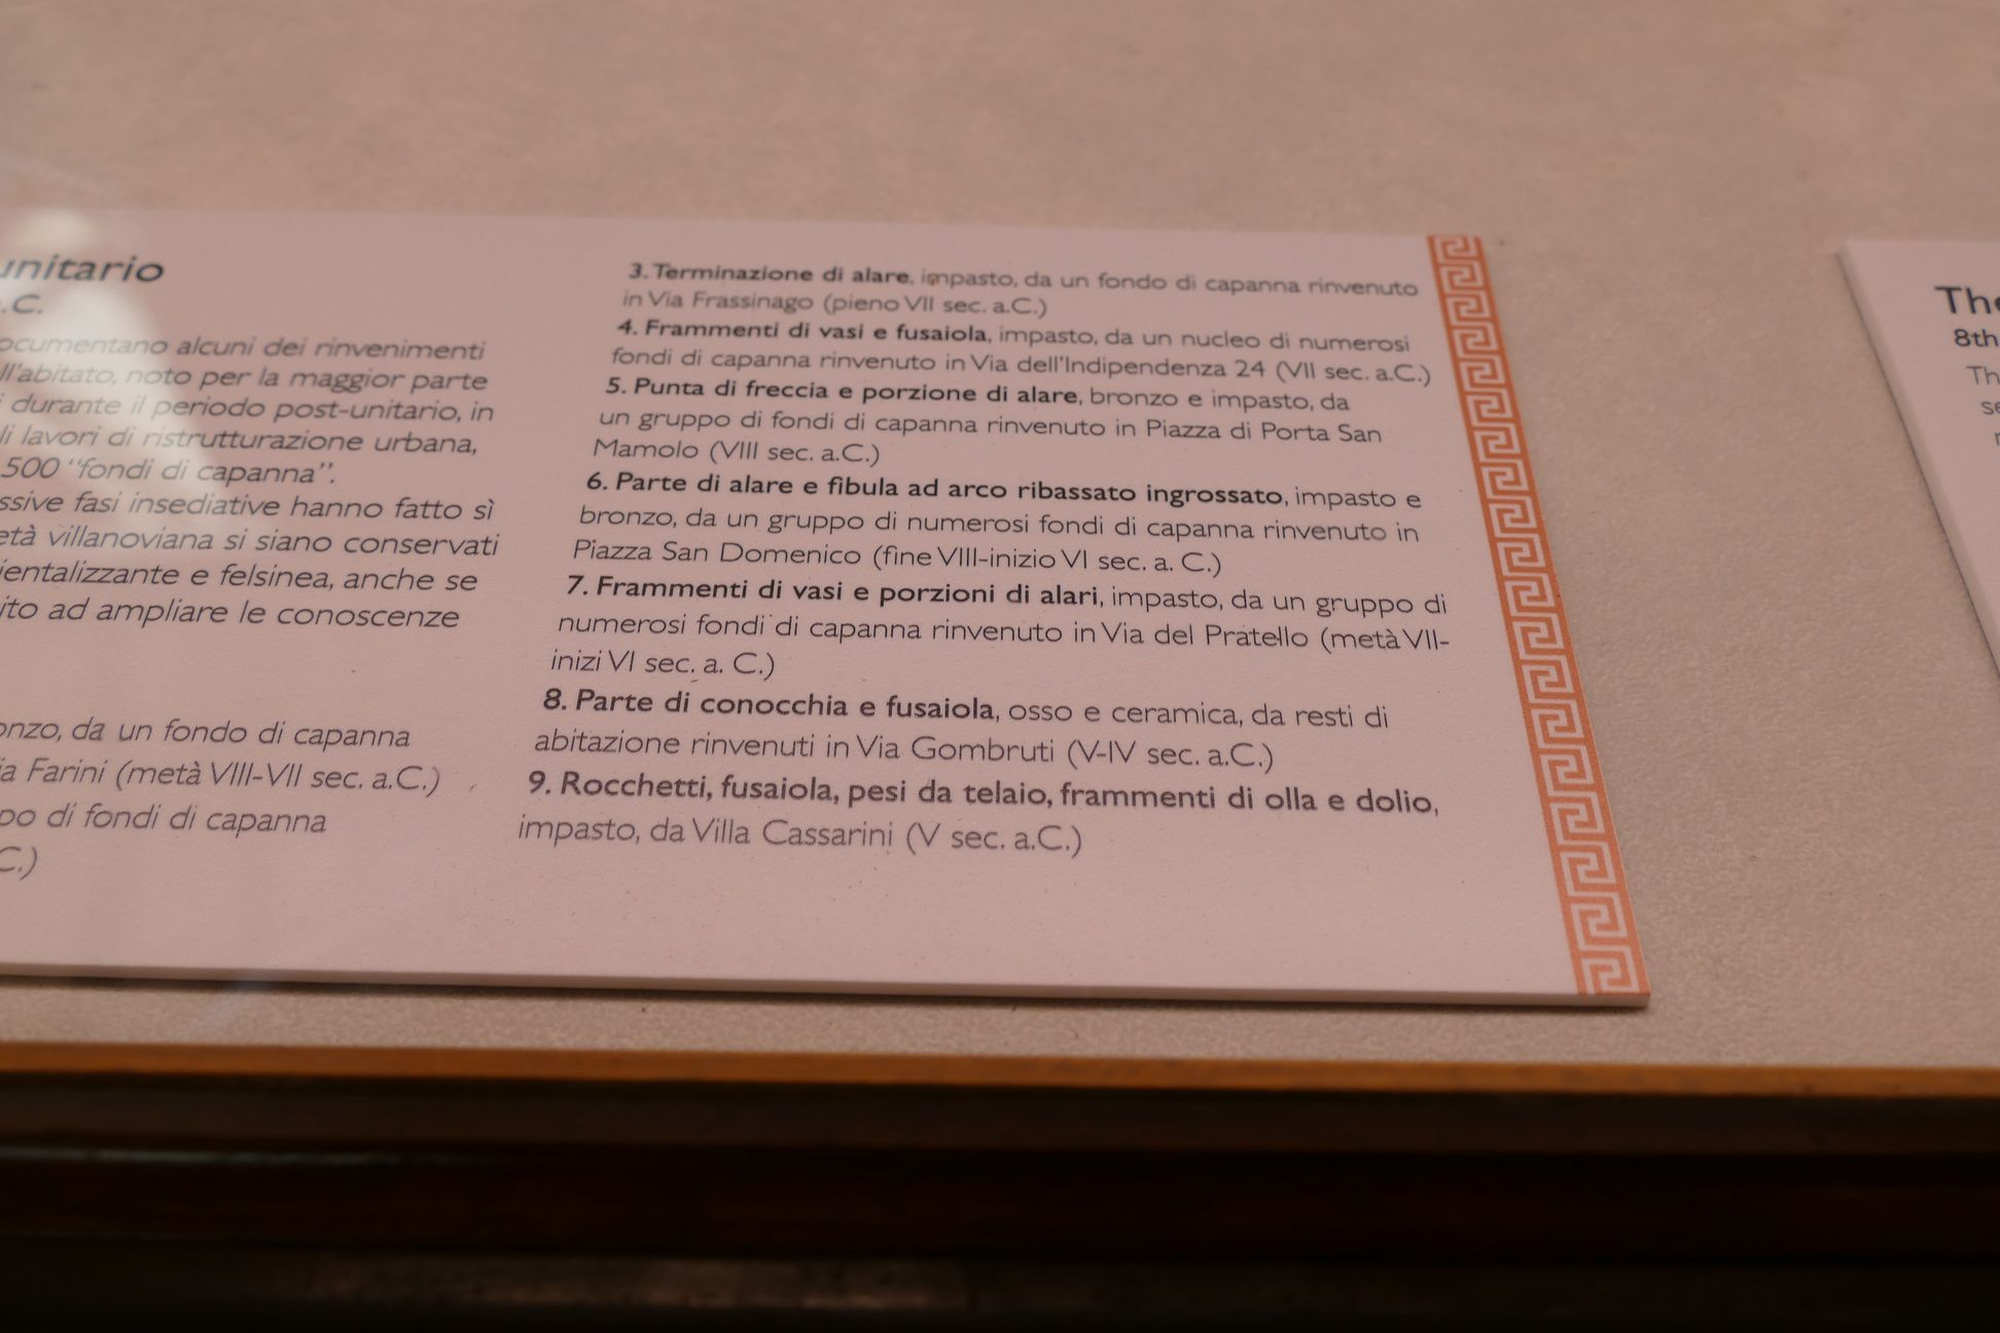 unitario
.C.
documentano alcuni dei rinvenimenti
ll'abitato, noto per la maggior parte
durante il periodo post-unitario, in
li lavori di ristrutturazione urbana,
500 "fondi di capanna".
ssive fasi insediative hanno fatto sì
età villanoviana si siano conservati
ientalizzante e felsinea, anche se
ito ad ampliare le conoscenze
onzo, da un fondo di capanna
ia Farini (metà VIII-VII sec. a.C.)
po di fondi di capanna
C.)
3. Terminazione di alare, impasto, da un fondo di capanna rinvenuto
in Via Frassinago (pieno VII sec. a.C.)
4. Frammenti di vasi e fusaiola, impasto, da un nucleo di numerosi
fondi di capanna rinvenuto in Via dell'Indipendenza 24 (VII sec. a.C.)
5. Punta di freccia e porzione di alare, bronzo e impasto, da
un gruppo di fondi di capanna rinvenuto in Piazza di Porta San
Mamolo (VIII sec. a.C.)
6. Parte di alare e fibula ad arco ribassato ingrossato, impasto e
bronzo, da un gruppo di numerosi fondi di capanna rinvenuto in
Piazza San Domenico (fine VIII-inizio VI sec. a. C.)
7. Frammenti di vasi e porzioni di alari, impasto, da un gruppo di
numerosi fondi di capanna rinvenuto in Via del Pratello (metà VII-
inizi VI sec. a. C.)
8. Parte di conocchia e fusaiola, osso e ceramica, da resti di
abitazione rinvenuti in Via Gombruti (V-IV sec. a.C.)
9. Rocchetti, fusaiola, pesi da telaio, frammenti di olla e dolio,
impasto, da Villa Cassarini (V sec. a.C.)
The
8th
Th
se